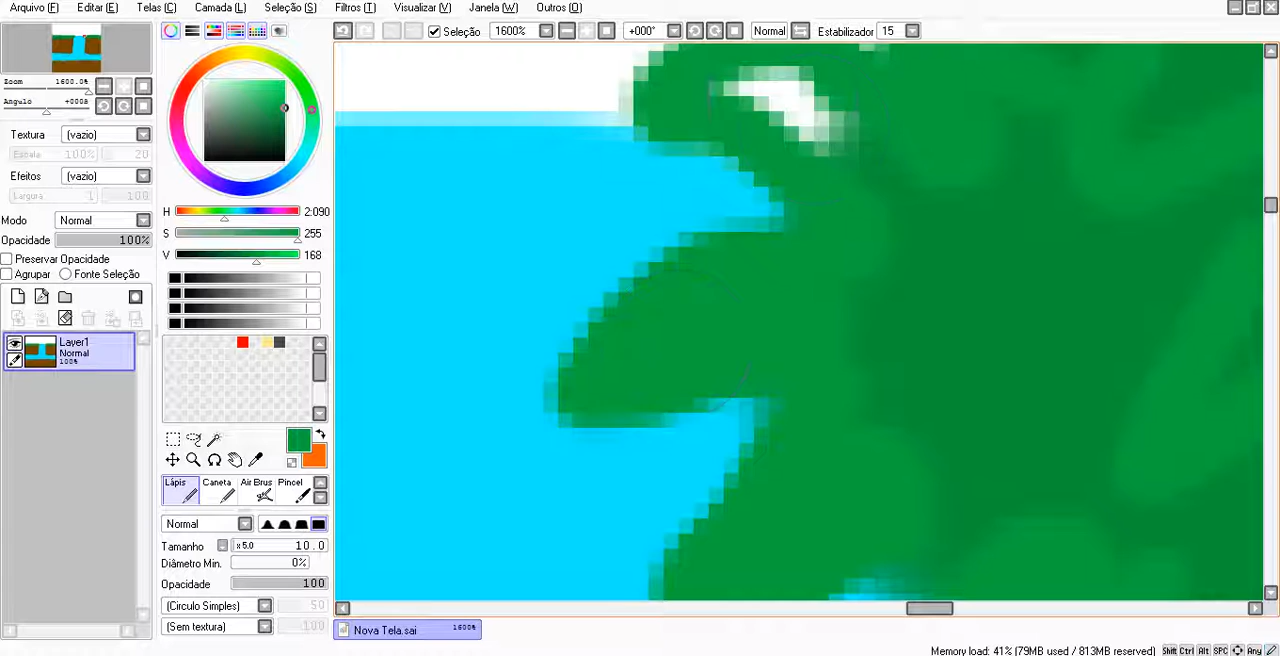 Arquivo (F) Editar (E) Telas (C) Camada (L) Seleção (S) Filtros (T) Visualizar (V) Janela (W) Outros (O)
Seleção 1600% +000° Normal Estabilizador 15
Zoom 1600.0%
Angulo +000°
Textura (vazio)
Escala 100% 20
Efeitos (vazio)
Largura 1 100
Modo Normal
Opacidade 100%
Preservar Opacidade
Agrupar Fonte Seleção
Layer1
Normal
100%
H 2:090
S 255
V 168
Lápis Caneta Air Brus Pincel
Normal
Tamanho x 5.0 10.0
Diâmetro Min. 0%
Opacidade 100
(Circulo Simples) 50
(Sem textura) 100
Nova Tela.sai 1600%
Memory load: 41% (79MB used / 813MB reserved) Shift Ctrl Alt SPC Any